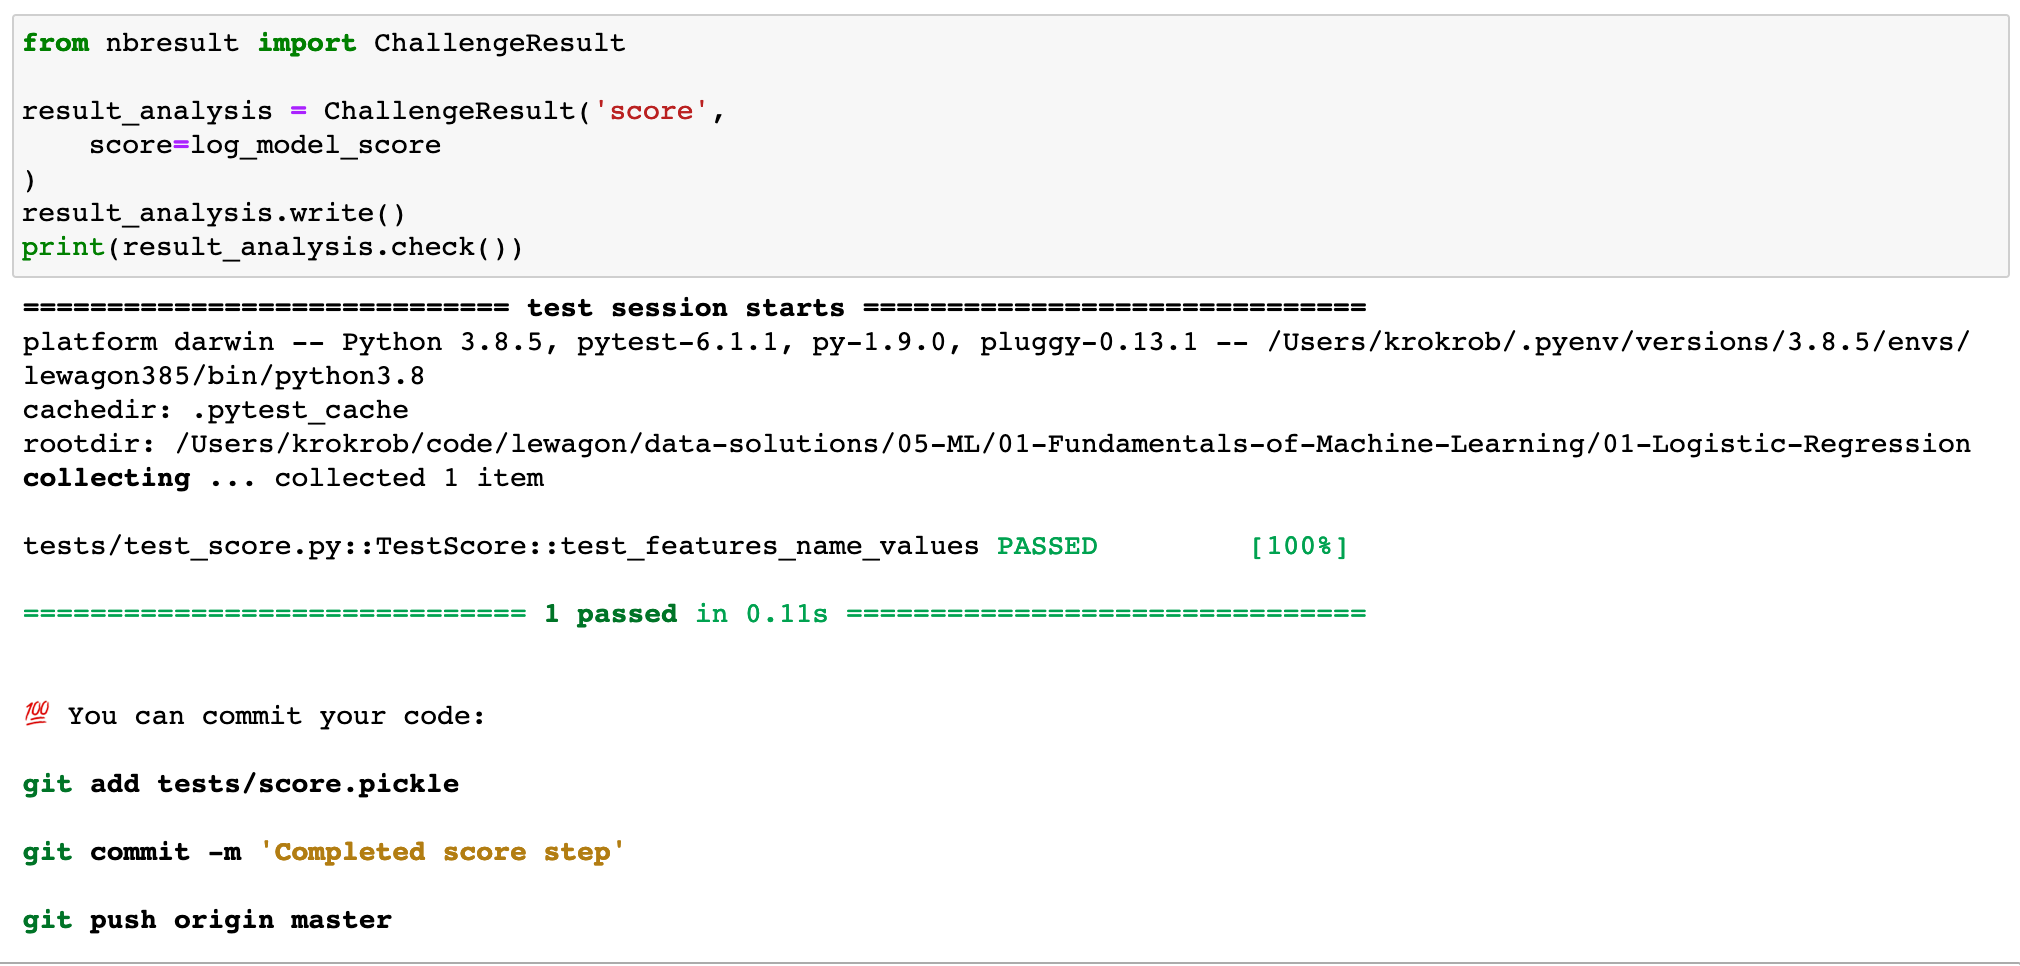 from nbresult import ChallengeResult
result_analysis = ChallengeResult('score',
    score=log_model_score
)
result_analysis.write()
print(result_analysis.check())
============================= test session starts ==============================
platform darwin -- Python 3.8.5, pytest-6.1.1, py-1.9.0, pluggy-0.13.1 -- /Users/krokrob/.pyenv/versions/3.8.5/envs/
lewagon385/bin/python3.8
cachedir: .pytest_cache
rootdir: /Users/krokrob/code/lewagon/data-solutions/05-ML/01-Fundamentals-of-Machine-Learning/01-Logistic-Regression
collecting ... collected 1 item
tests/test_score.py::TestScore::test_features_name_values PASSED         [100%]
============================== 1 passed in 0.11s ===============================
💯 You can commit your code:
git add tests/score.pickle
git commit -m 'Completed score step'
git push origin master